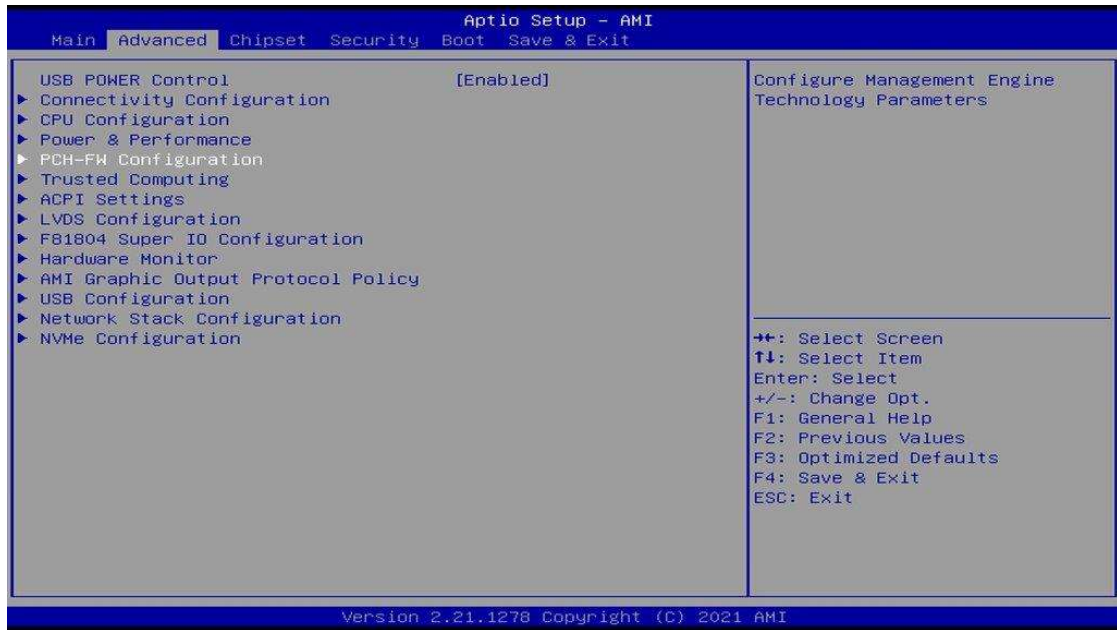 Aptio Setup – AMI
Main Advanced Chipset Security Boot Save & Exit
USB POWER Control [Enabled]
► Connectivity Configuration
► CPU Configuration
► Power & Performance
► PCH-FW Configuration
► Trusted Computing
► ACPI Settings
► LVDS Configuration
► F81804 Super IO Configuration
► Hardware Monitor
► AMI Graphic Output Protocol Policy
► USB Configuration
► Network Stack Configuration
► NVMe Configuration
Configure Management Engine
Technology Parameters
→←: Select Screen
↑↓: Select Item
Enter: Select
+/-: Change Opt.
F1: General Help
F2: Previous Values
F3: Optimized Defaults
F4: Save & Exit
ESC: Exit
Version 2.21.1278 Copyright (C) 2021 AMI